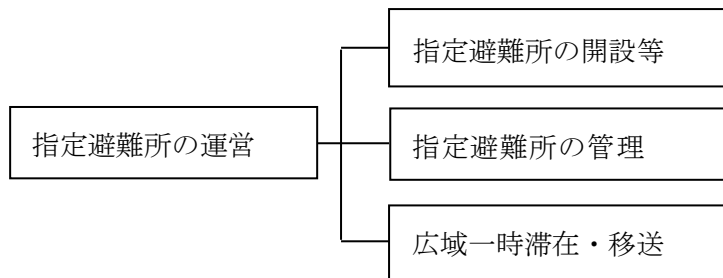 指定避難所の開設等
指定避難所の運営
指定避難所の管理
広域一時滞在・移送